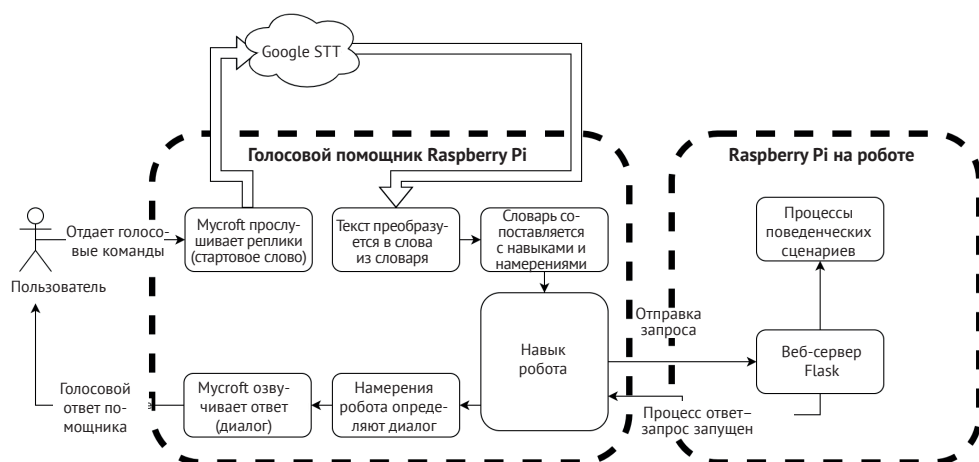 Google STT
Голосовой помощник Raspberry Pi
Raspberry Pi на роботе
Отдает голосо-
вые команды
Пользователь
Mycroft прослу-
шивает реплики
(стартовое слово)
Текст преобразу-
ется в слова
из словаря
Словарь со-
поставляется
с навыками и
намерениями
Процессы
поведенческих
сценариев
Навык
робота
Отправка
запроса
Веб-сервер
Flask
Голосовой
ответ по-
мощника
Mycroft озву-
чивает ответ
(диалог)
Намерения
робота опреде-
ляют диалог
Процесс ответ–
запрос запущен